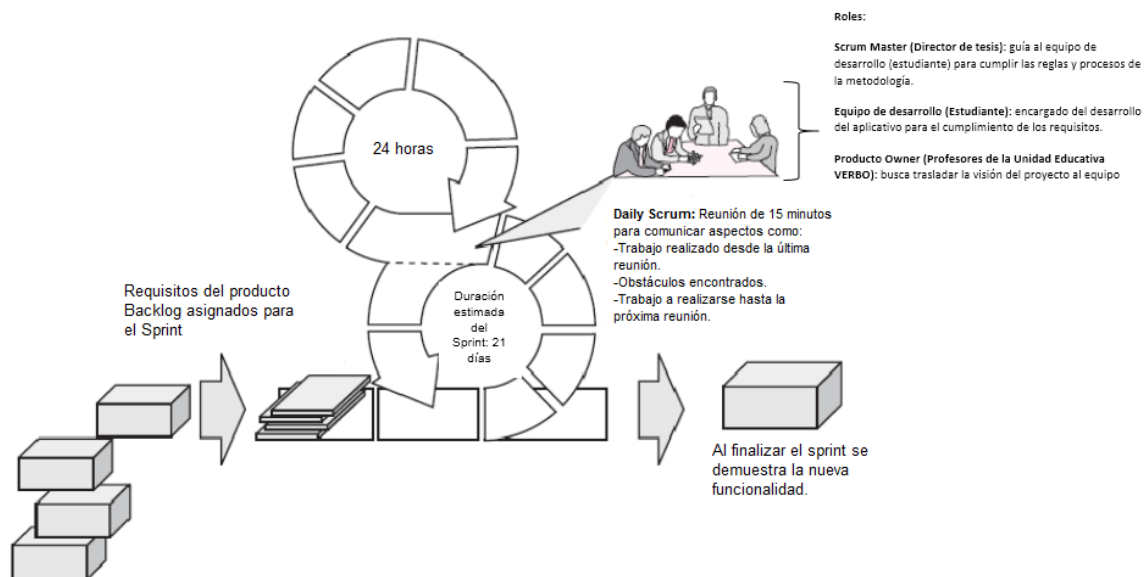 Roles:
Scrum Master (Director de tesis): guía al equipo de
desarrollo (estudiante) para cumplir las reglas y procesos de
la metodología.
Equipo de desarrollo (Estudiante): encargado del desarrollo
del aplicativo para el cumplimiento de los requisitos.
Producto Owner (Profesores de la Unidad Educativa
VERBO): busca trasladar la visión del proyecto al equipo
24 horas
Daily Scrum: Reunión de 15 minutos
para comunicar aspectos como:
-Trabajo realizado desde la última
reunión.
-Obstáculos encontrados.
-Trabajo a realizarse hasta la
próxima reunión.
Requisitos del producto
Backlog asignados para
el Sprint
Duración
estimada
del
Sprint: 21
días
Al finalizar el sprint se
demuestra la nueva
funcionalidad.